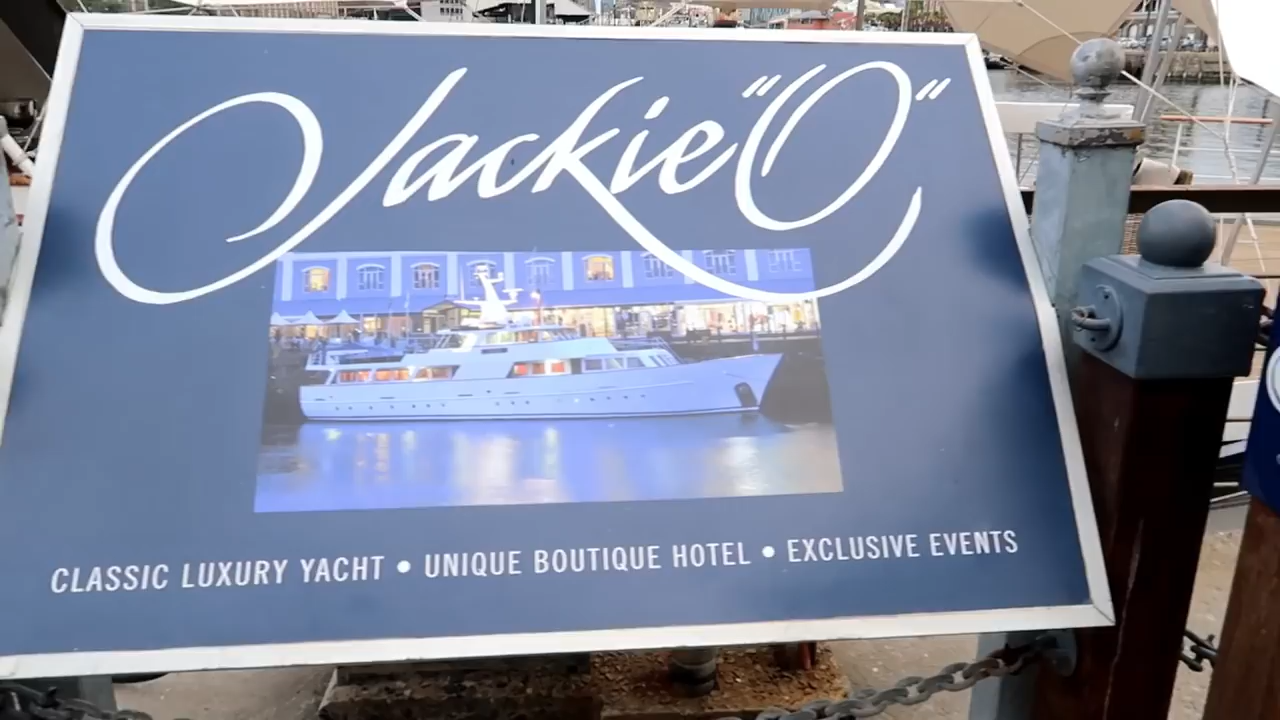 Jackie "O"
CLASSIC LUXURY YACHT • UNIQUE BOUTIQUE HOTEL • EXCLUSIVE EVENTS